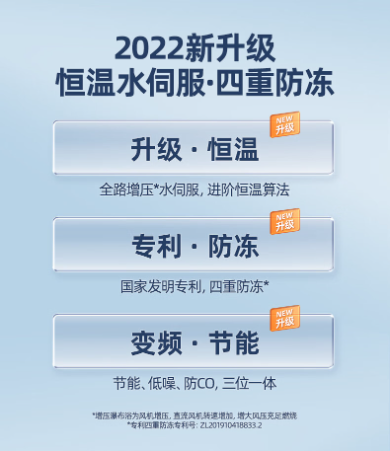 2022新升级
恒温水伺服·四重防冻
NEW
升级
升级·恒温
全路增压*水伺服, 进阶恒温算法
NEW
升级
专利·防冻
国家发明专利, 四重防冻*
NEW
升级
变频·节能
节能、低噪、防CO, 三位一体
*增压瀑布浴为风机增压, 直流风机转速增加, 增大风压充足燃烧
*专利四重防冻专利号: ZL201910418833.2